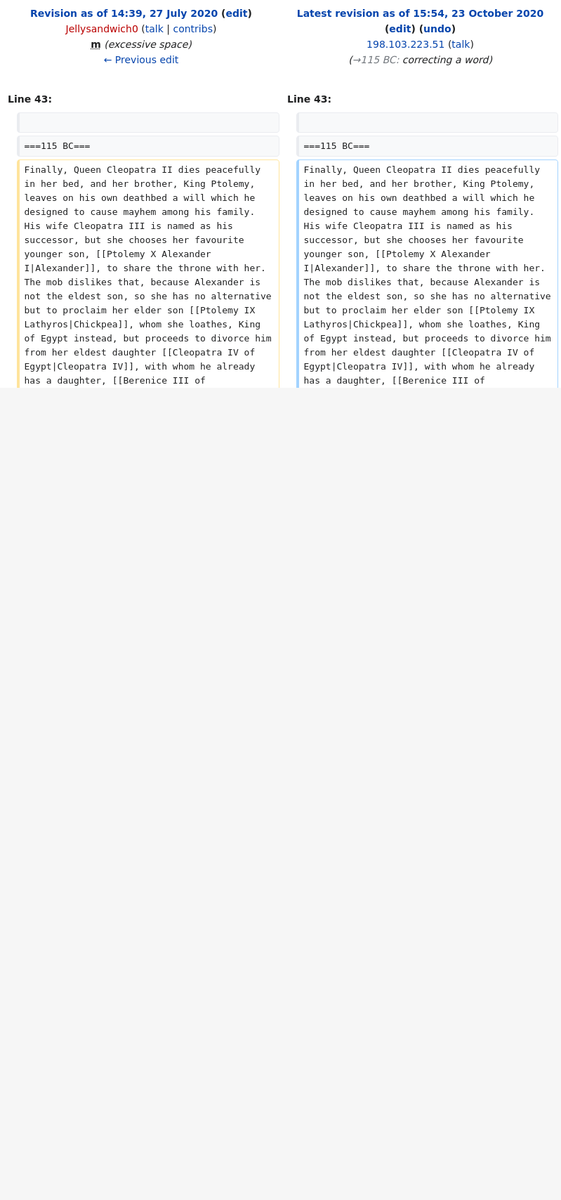 Revision as of 14:39, 27 July 2020 (edit)
Jellysandwich0 (talk | contribs)
m (excessive space)
← Previous edit
Latest revision as of 15:54, 23 October 2020
(edit) (undo)
198.103.223.51 (talk)
(→115 BC: correcting a word)
Line 43:
Line 43:
===115 BC===
===115 BC===
Finally, Queen Cleopatra II dies peacefully
in her bed, and her brother, King Ptolemy,
leaves on his own deathbed a will which he
designed to cause mayhem among his family.
His wife Cleopatra III is named as his
successor, but she chooses her favourite
younger son, [[Ptolemy X Alexander
I|Alexander]], to share the throne with her.
The mob dislikes that, because Alexander is
not the eldest son, so she has no alternative
but to proclaim her elder son [[Ptolemy IX
Lathyros|Chickpea]], whom she loathes, King
of Egypt instead, but proceeds to divorce him
from her eldest daughter [[Cleopatra IV of
Egypt|Cleopatra IV]], with whom he already
has a daughter, [[Berenice III of
Finally, Queen Cleopatra II dies peacefully
in her bed, and her brother, King Ptolemy,
leaves on his own deathbed a will which he
designed to cause mayhem among his family.
His wife Cleopatra III is named as his
successor, but she chooses her favourite
younger son, [[Ptolemy X Alexander
I|Alexander]], to share the throne with her.
The mob dislikes that, because Alexander is
not the eldest son, so she has no alternative
but to proclaim her elder son [[Ptolemy IX
Lathyros|Chickpea]], whom she loathes, King
of Egypt instead, but proceeds to divorce him
from her eldest daughter [[Cleopatra IV of
Egypt|Cleopatra IV]], with whom he already
has a daughter, [[Berenice III of